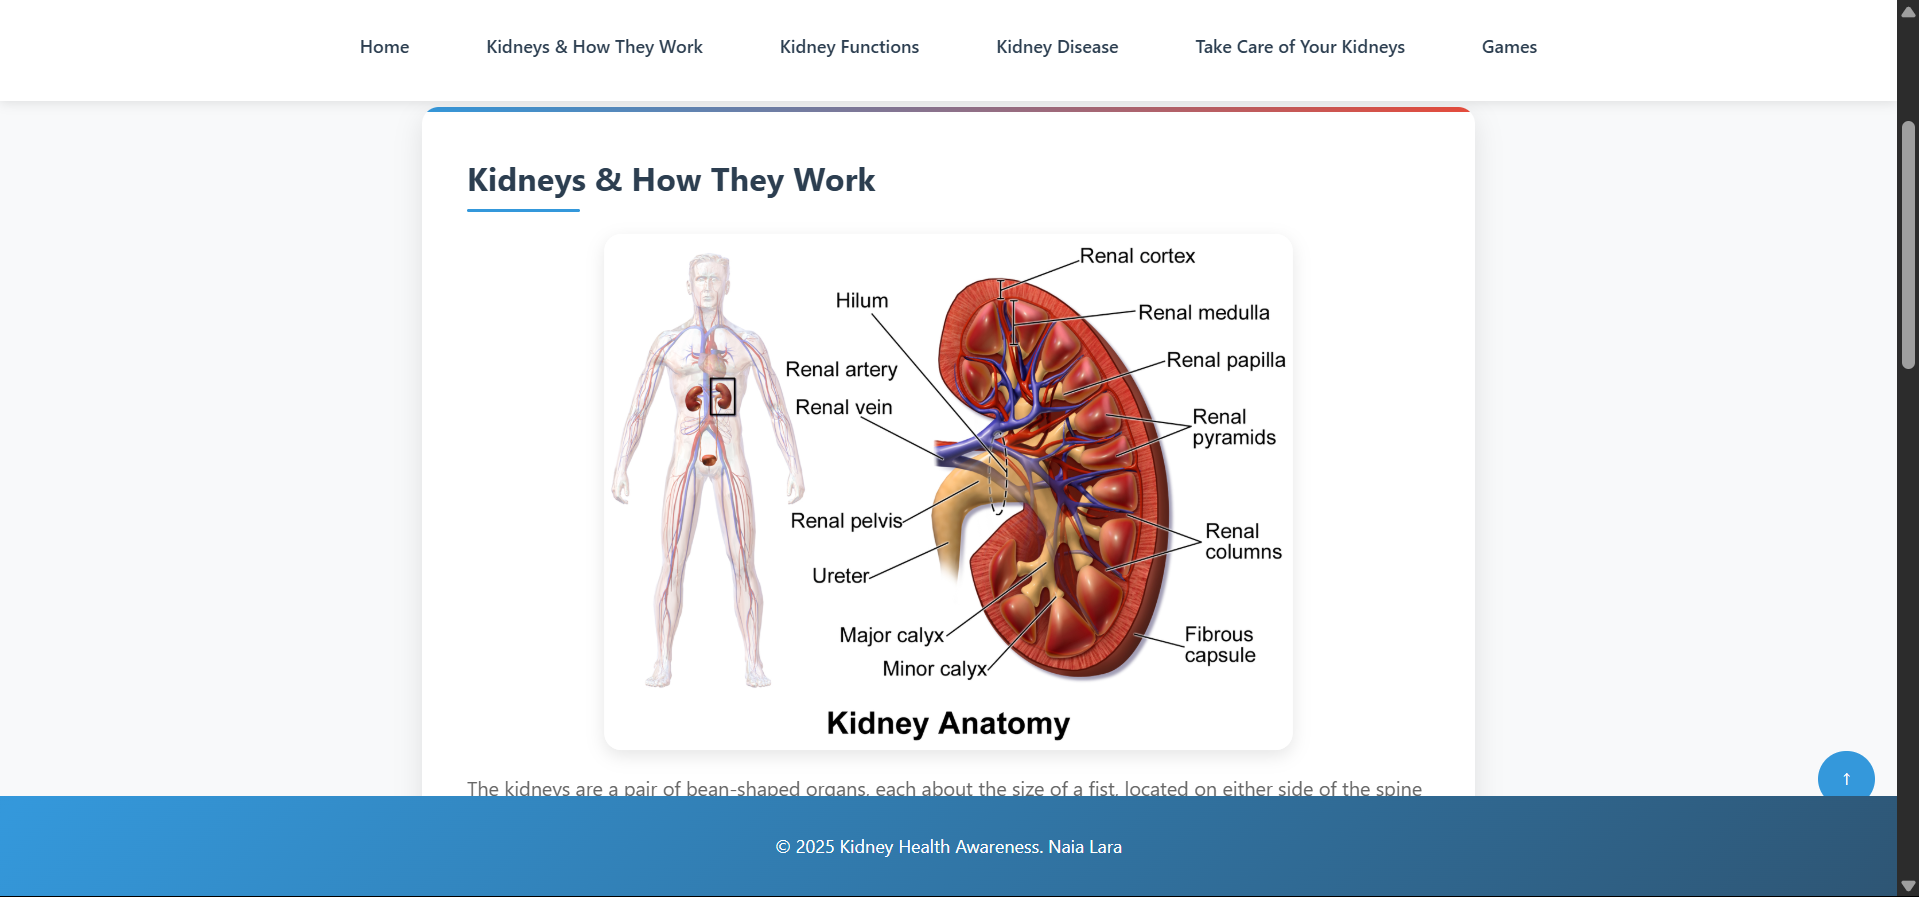 Home
Kidneys & How They Work
Kidney Functions
Kidney Disease
Take Care of Your Kidneys
Games
Kidneys & How They Work
Renal cortex
Hilum
Renal medulla
Renal artery
Renal papilla
Renal vein
Renal
pyramids
Renal pelvis
Renal
columns
Ureter
Major calyx
Fibrous
capsule
Minor calyx
Kidney Anatomy
The kidneys are a pair of bean-shaped organs, each about the size of a fist, located on either side of the spine
↑
© 2025 Kidney Health Awareness. Naia Lara